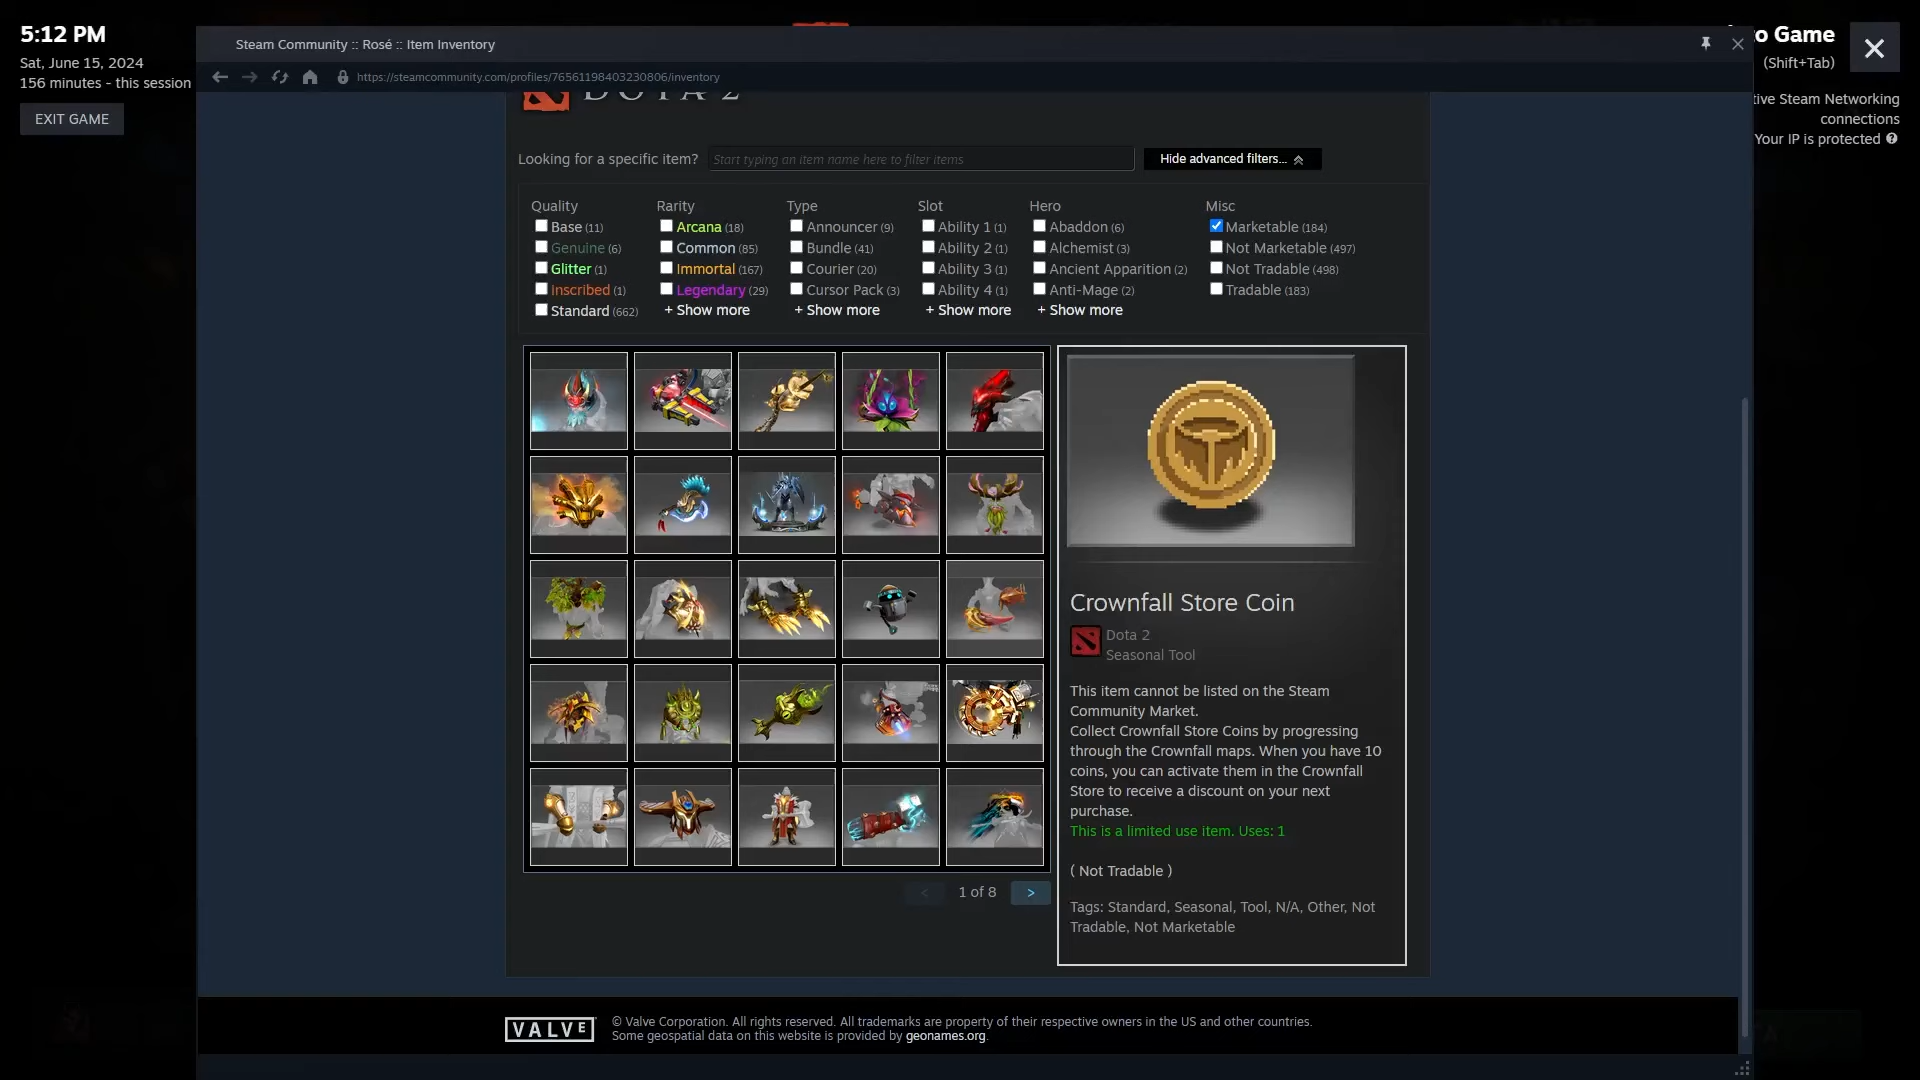 5:12 PM
Sat, June 15, 2024
156 minutes - this session
EXIT GAME
Steam Community :: Rosé :: Item Inventory
https://steamcommunity.com/profiles/76561198403230806/inventory
o Game
(Shift+Tab)
tive Steam Networking
connections
Your IP is protected
DOTA 2
Looking for a specific item?
Start typing an item name here to filter items
Hide advanced filters...
Quality
Base (11)
Genuine (6)
Glitter (1)
Inscribed (1)
Standard (662)
Rarity
Arcana (18)
Common (85)
Immortal (167)
Legendary (29)
+ Show more
Type
Announcer (9)
Bundle (41)
Courier (20)
Cursor Pack (3)
+ Show more
Slot
Ability 1 (1)
Ability 2 (1)
Ability 3 (1)
Ability 4 (1)
+ Show more
Hero
Abaddon (6)
Alchemist (3)
Ancient Apparition (2)
Anti-Mage (2)
+ Show more
Misc
Marketable (184)
Not Marketable (497)
Not Tradable (498)
Tradable (183)
< 1 of 8 >
Crownfall Store Coin
Dota 2
Seasonal Tool
This item cannot be listed on the Steam
Community Market.
Collect Crownfall Store Coins by progressing
through the Crownfall maps. When you have 10
coins, you can activate them in the Crownfall
Store to receive a discount on your next
purchase.
This is a limited use item. Uses: 1
( Not Tradable )
Tags: Standard, Seasonal, Tool, N/A, Other, Not
Tradable, Not Marketable
VALVE
© Valve Corporation. All rights reserved. All trademarks are property of their respective owners in the US and other countries.
Some geospatial data on this website is provided by geonames.org.